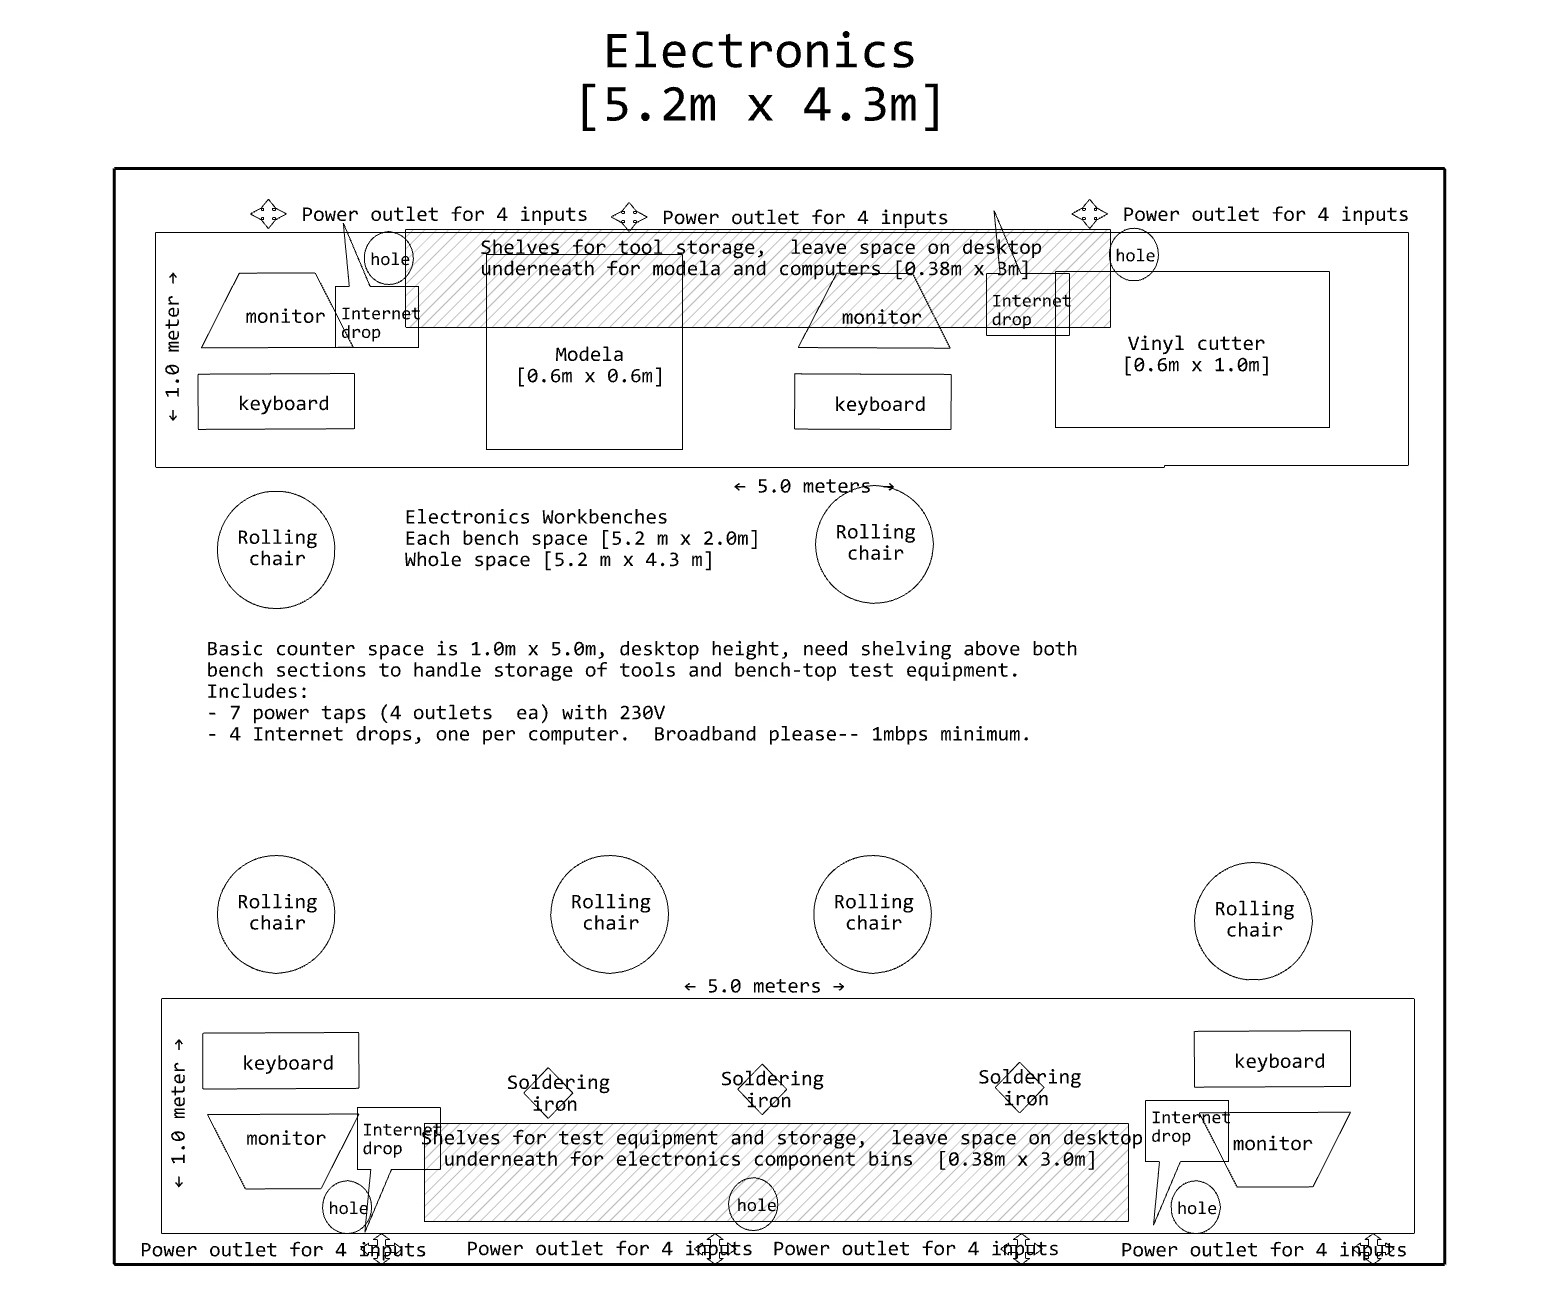 Electronics
[5.2m x 4.3m]
Power outlet for 4 inputs
Power outlet for 4 inputs
Power outlet for 4 inputs
Shelves for tool storage,  leave space on desktop
underneath for modela and computers [0.38m x 3m]
hole
hole
← 1.0 meter →
monitor
Internet
drop
monitor
Internet
drop
Modela
[0.6m x 0.6m]
Vinyl cutter
[0.6m x 1.0m]
keyboard
keyboard
← 5.0 meters →
Rolling
chair
Electronics Workbenches
Each bench space [5.2 m x 2.0m]
Whole space [5.2 m x 4.3 m]
Rolling
chair
Basic counter space is 1.0m x 5.0m, desktop height, need shelving above both
bench sections to handle storage of tools and bench-top test equipment.
Includes:
- 7 power taps (4 outlets  ea) with 230V
- 4 Internet drops, one per computer.  Broadband please-- 1mbps minimum.
Rolling
chair
Rolling
chair
Rolling
chair
Rolling
chair
← 5.0 meters →
← 1.0 meter →
keyboard
keyboard
Soldering
iron
Soldering
iron
Soldering
iron
monitor
Internet
drop
Shelves for test equipment and storage,  leave space on desktop
underneath for electronics component bins  [0.38m x 3.0m]
Internet
drop
monitor
hole
hole
hole
Power outlet for 4 inputs
Power outlet for 4 inputs
Power outlet for 4 inputs
Power outlet for 4 inputs